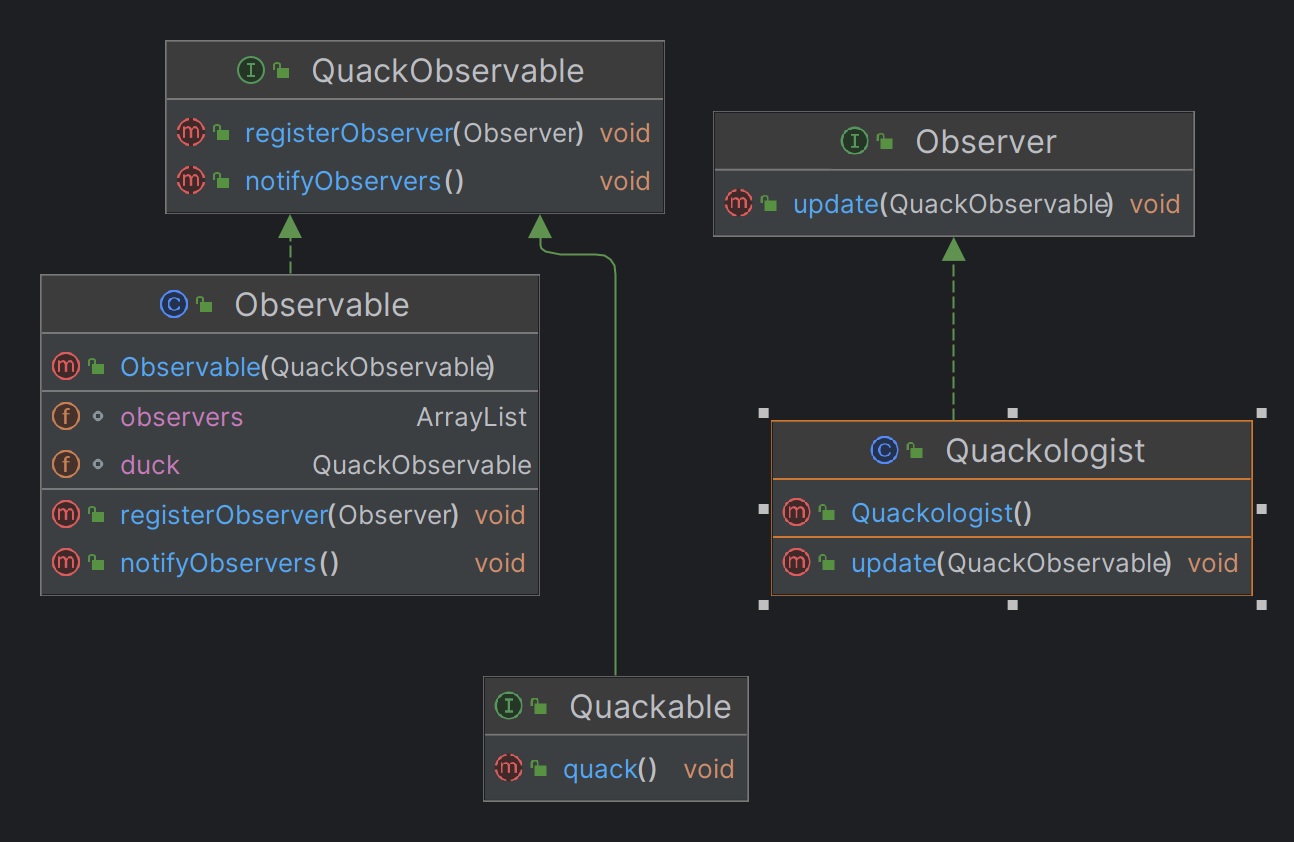 I QuackObservable
m registerObserver(Observer) void
m notifyObservers() void
I Observer
m update(QuackObservable) void
C Observable
m Observable(QuackObservable)
f observers ArrayList
f duck QuackObservable
m registerObserver(Observer) void
m notifyObservers() void
C Quackologist
m Quackologist()
m update(QuackObservable) void
I Quackable
m quack() void